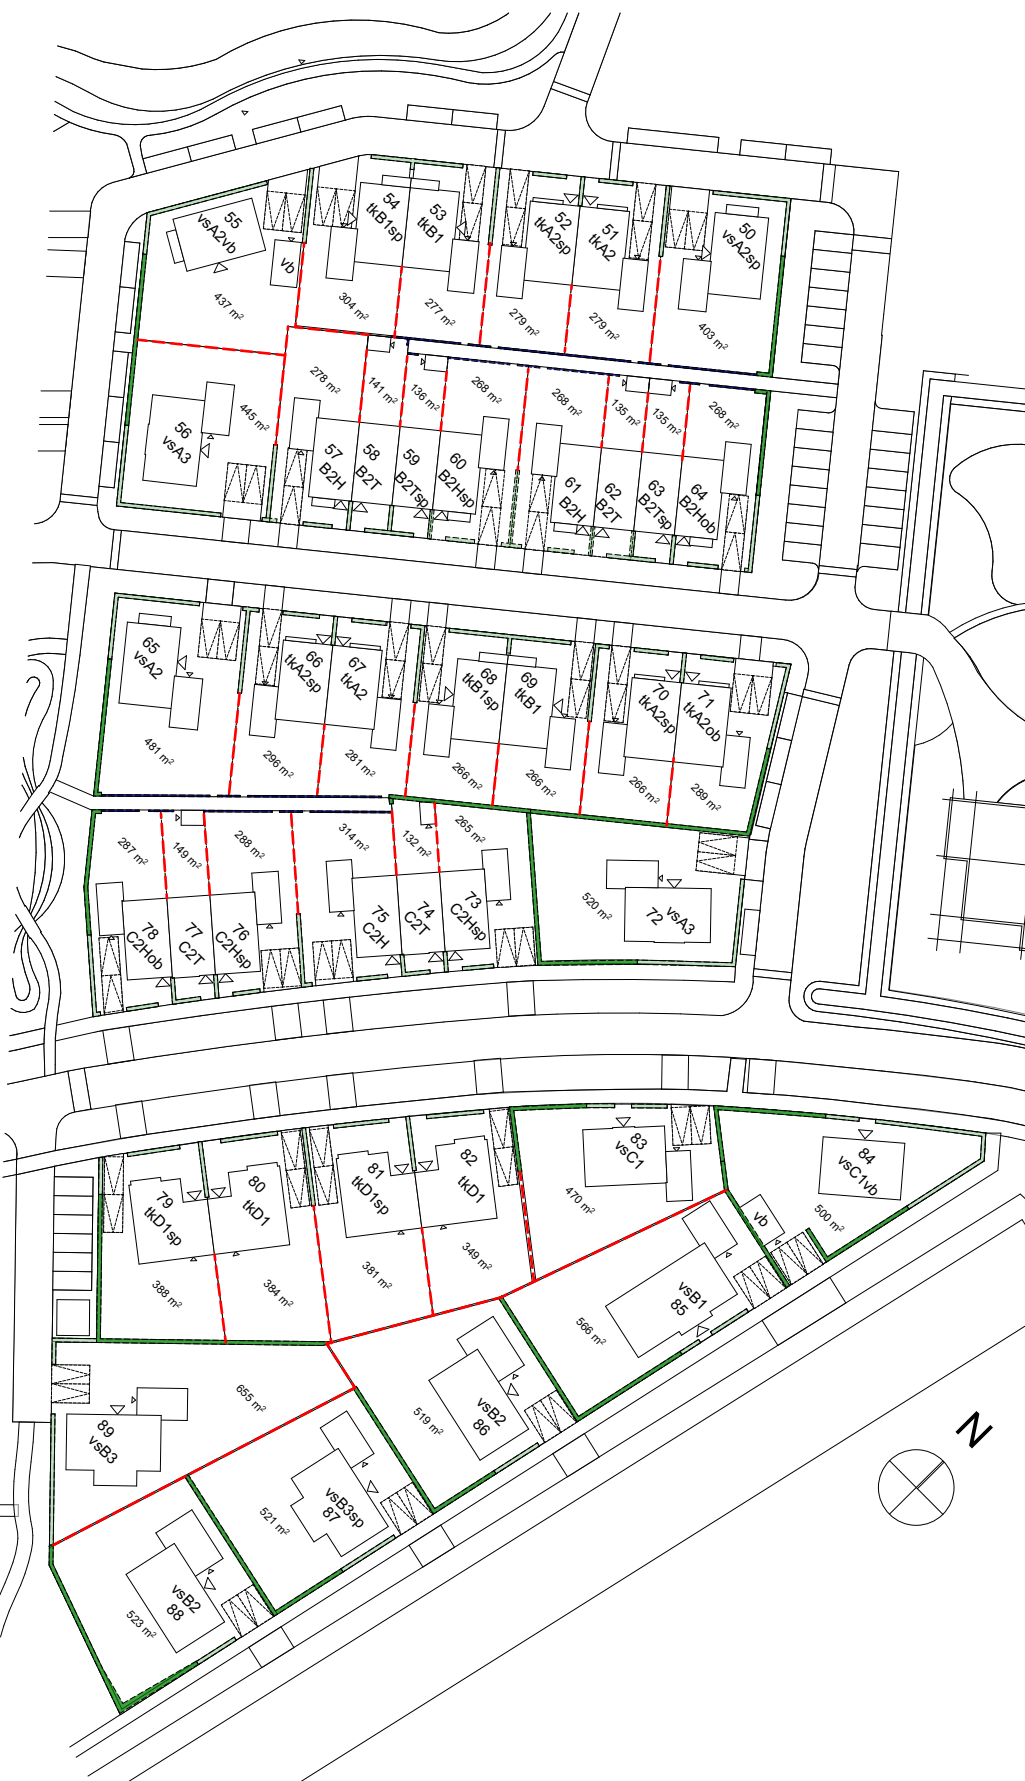 54
tkB1sp
53
tkB1
52
tkA2sp
51
tkA2
50
vsA2sp
55
vsA2vb
vb
437 m²
304 m²
277 m²
279 m²
279 m²
403 m²
278 m²
141 m²
136 m²
268 m²
268 m²
135 m²
135 m²
268 m²
445 m²
56
vsA3
57
B2H
58
B2T
59
B2Tsp
60
B2Hsp
61
B2H
62
B2T
63
B2Tsp
64
B2Hob
65
vsA2
66
tkA2sp
67
tkA2
68
tkB1sp
69
tkB1
70
tkA2sp
71
tkA2ob
481 m²
296 m²
281 m²
266 m²
266 m²
266 m²
289 m²
287 m²
149 m²
288 m²
314 m²
132 m²
265 m²
520 m²
78
C2Hob
77
C2T
76
C2Hsp
75
C2H
74
C2T
73
C2Hsp
vsA3
72
79
tkD1sp
80
tkD1
81
tkD1sp
82
tkD1
83
vsC1
84
vsC1vb
vb
388 m²
384 m²
381 m²
349 m²
470 m²
500 m²
vsB1
85
566 m²
vsB2
86
519 m²
655 m²
89
vsB3
vsB3sp
87
521 m²
vsB2
88
523 m²
N